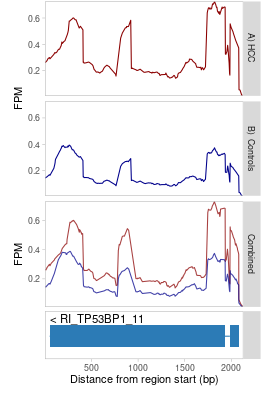 0.6
0.4
0.2
A) HCC
FPM
0.6
0.4
0.2
B) Controls
0.6
0.4
0.2
Combined
FPM
< RI_TP53BP1_11
500 1000 1500 2000
Distance from region start (bp)